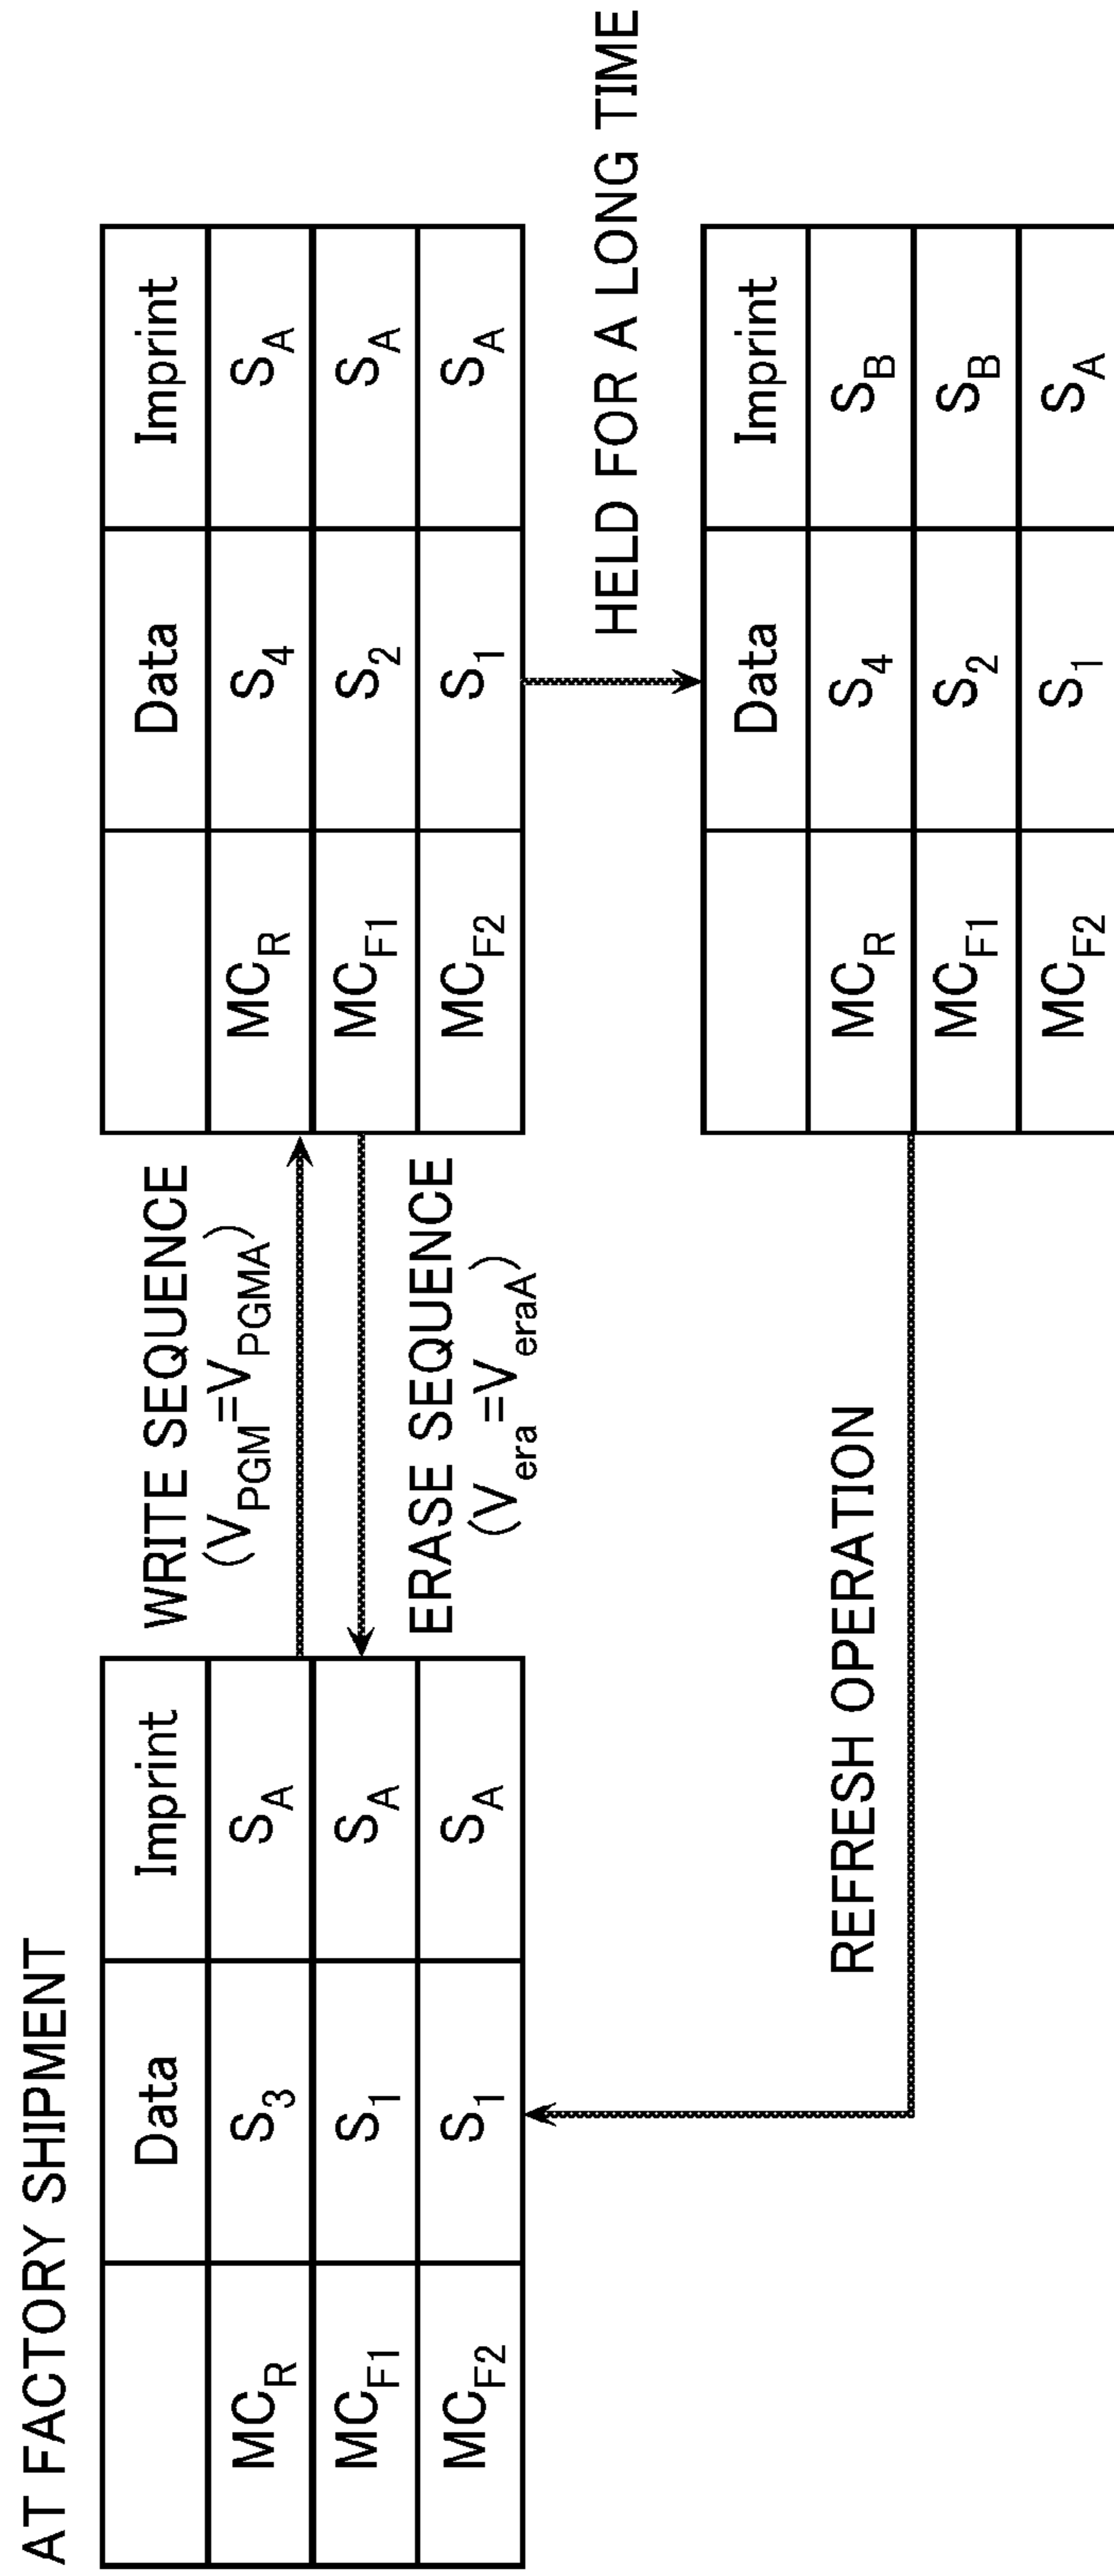 AT FACTORY SHIPMENT
Data Imprint
MC_R S_3 S_A
MC_F1 S_1 S_A
MC_F2 S_1 S_A
WRITE SEQUENCE
(V_PGM=V_PGMA)
ERASE SEQUENCE
(V_era=V_eraA)
Data Imprint
MC_R S_4 S_A
MC_F1 S_2 S_A
MC_F2 S_1 S_A
HELD FOR A LONG TIME
Data Imprint
MC_R S_4 S_B
MC_F1 S_2 S_B
MC_F2 S_1 S_A
REFRESH OPERATION